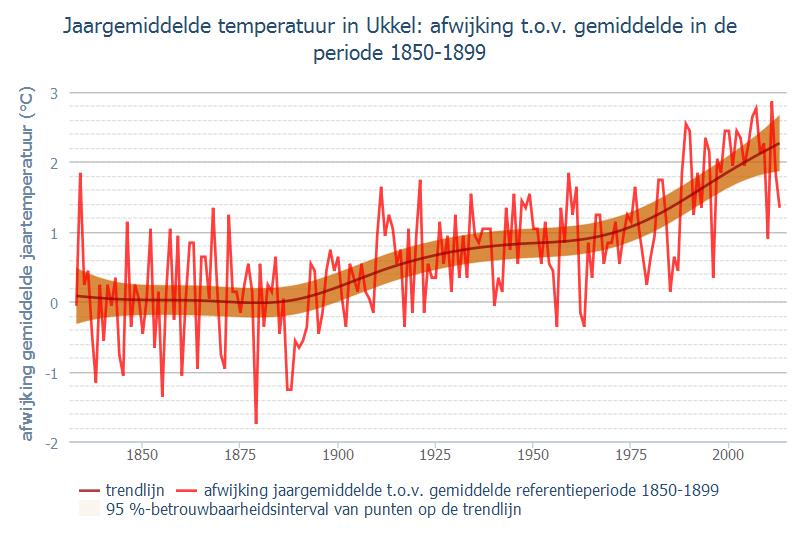 Jaargemiddelde temperatuur in Ukkel: afwijking t.o.v. gemiddelde in de
periode 1850-1899
afwijking gemiddelde jaartemperatuur (°C)
3
2
1
0
-1
-2
1850
1875
1900
1925
1950
1975
2000
trendlijn
afwijking jaargemiddelde t.o.v. gemiddelde referentieperiode 1850-1899
95 %-betrouwbaarheidsinterval van punten op de trendlijn